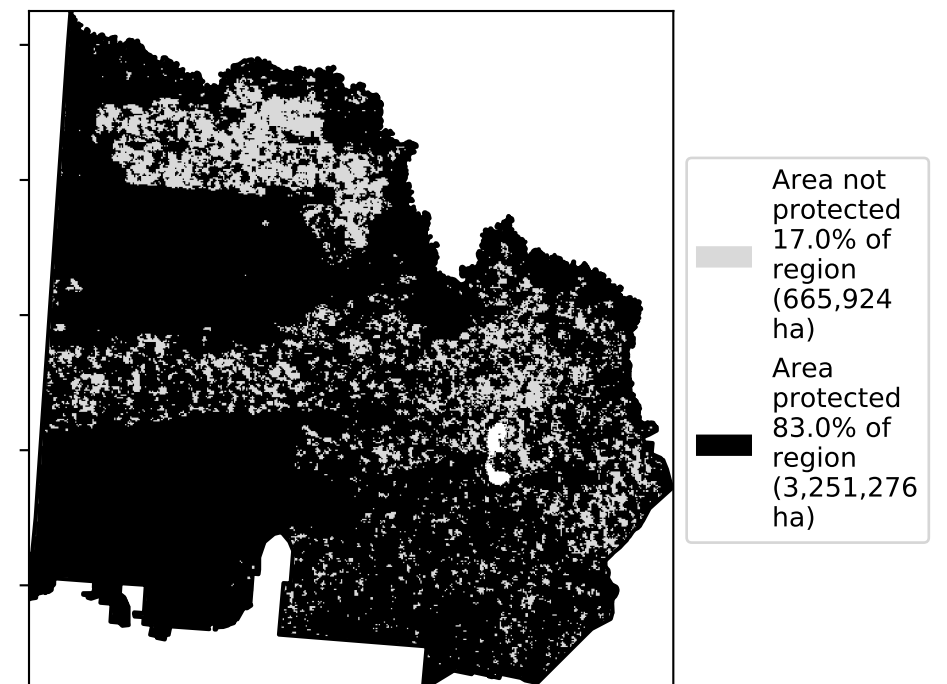 Area not
protected
17.0% of
region
(665,924
ha)
Area
protected
83.0% of
region
(3,251,276
ha)